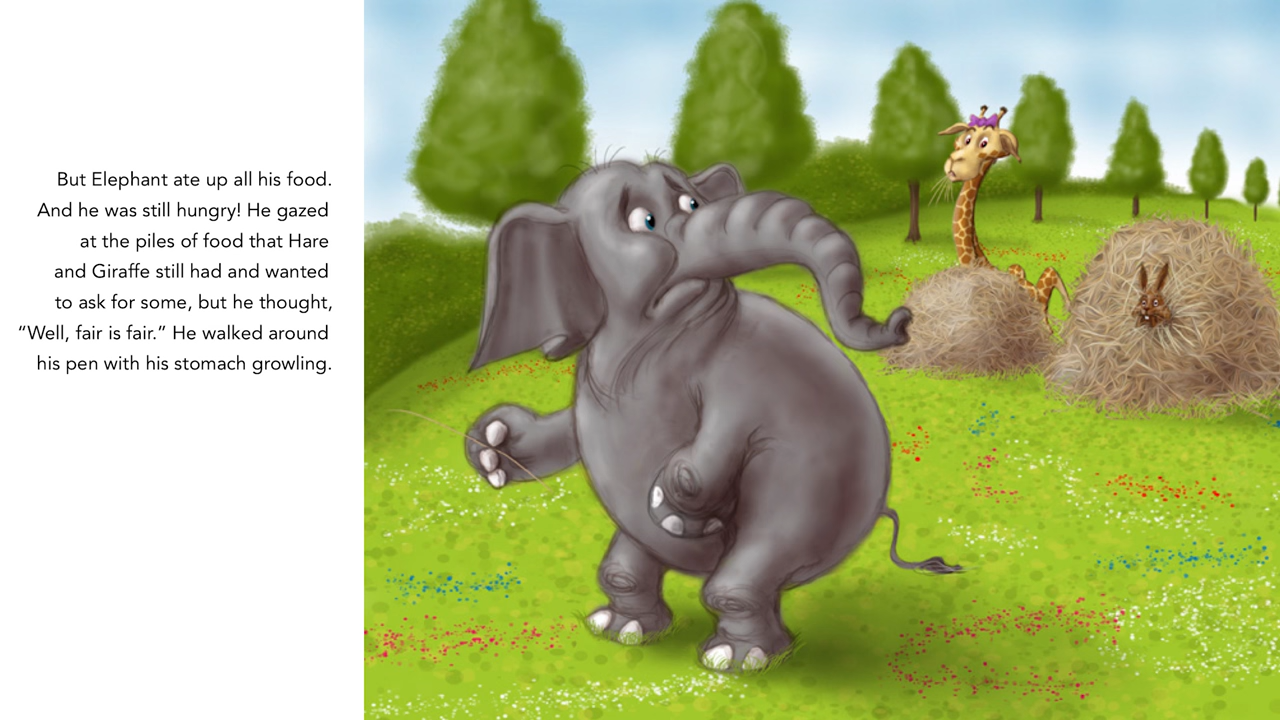 But Elephant ate up all his food.
And he was still hungry! He gazed
at the piles of food that Hare
and Giraffe still had and wanted
to ask for some, but he thought,
“Well, fair is fair.” He walked around
his pen with his stomach growling.